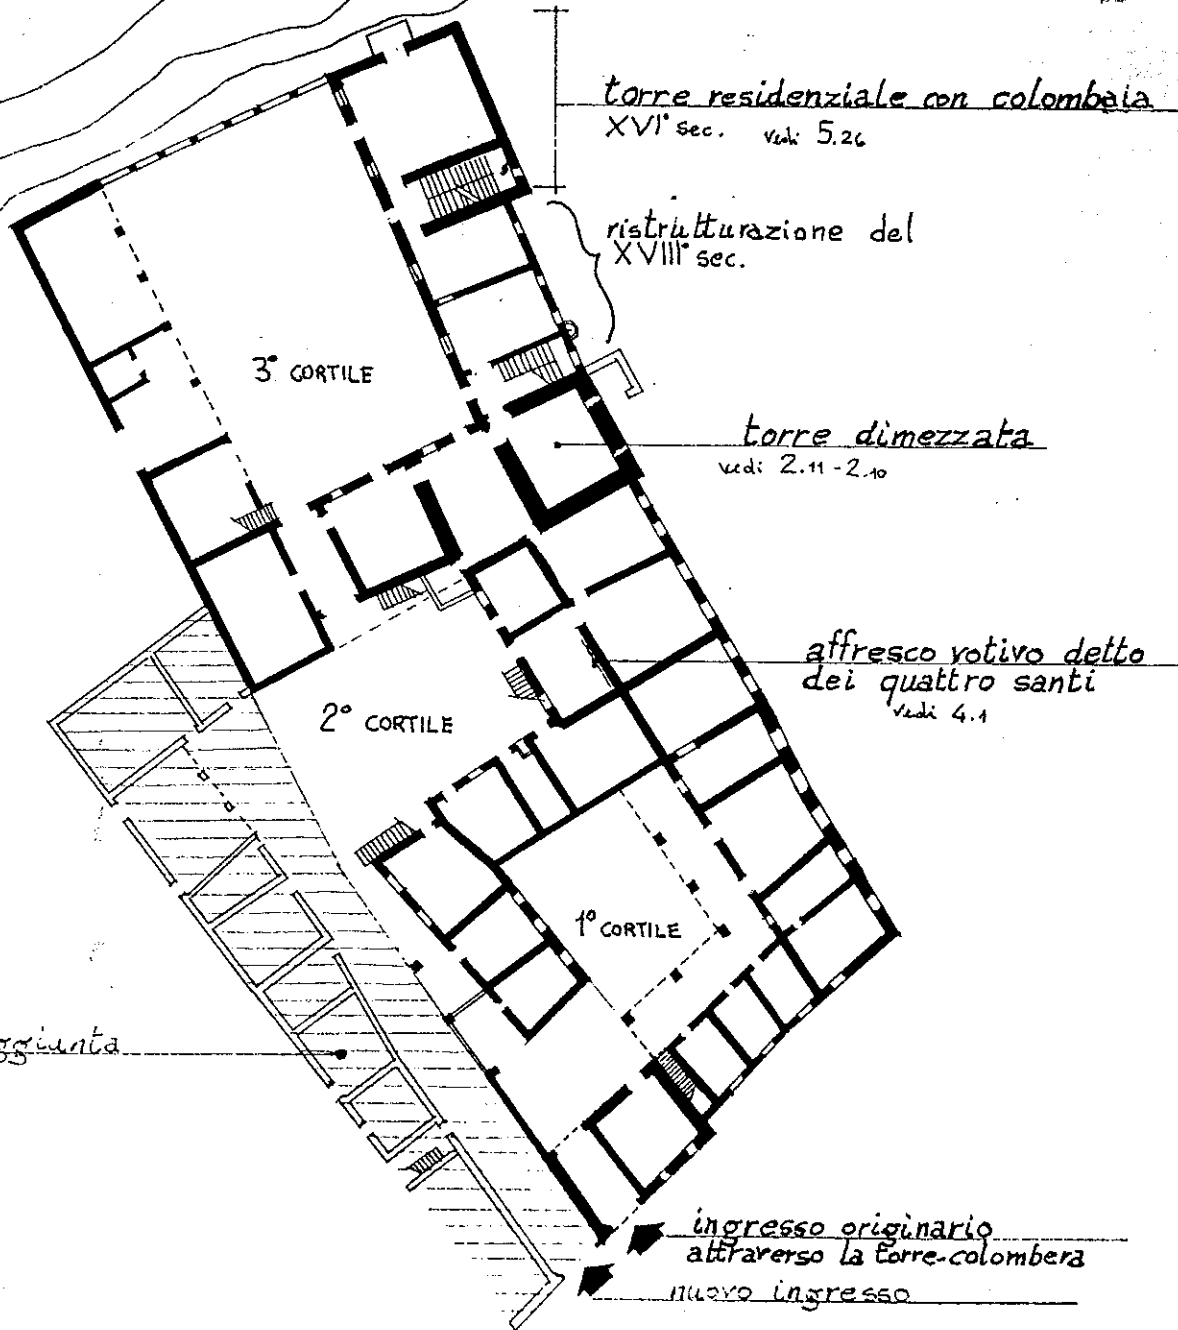 torre residenziale con colombaia
XVI° sec. vedi 5.26
ristrutturazione del
XVIII° sec.
3° CORTILE
torre dimezzata
vedi 2.11 - 2.10
affresco votivo detto
dei quattro santi
vedi 4.1
2° CORTILE
1° CORTILE
ggiunta
ingresso originario
attraverso la torre-colombera
nuovo ingresso